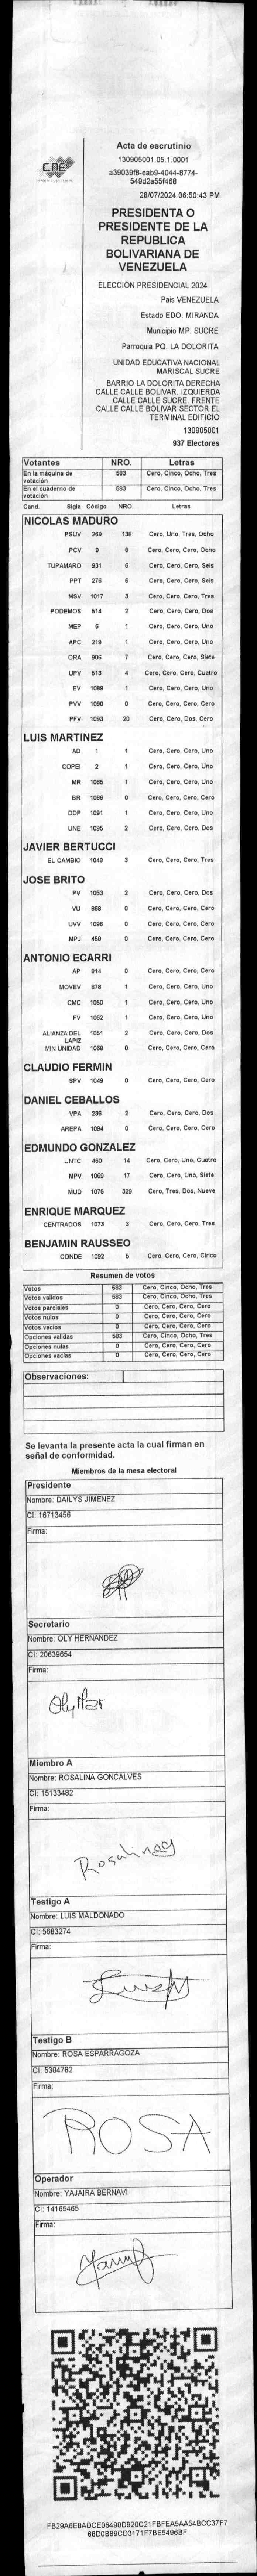 CNE
Acta de escrutinio
130905001.05.1.0001
a39039f8-eab9-4044-8774-
549d2a55f468
28/07/2024 06:50:43 PM
PRESIDENTA O
PRESIDENTE DE LA
REPUBLICA
BOLIVARIANA DE
VENEZUELA
ELECCIÓN PRESIDENCIAL 2024
Pais VENEZUELA
Estado EDO. MIRANDA
Municipio MP. SUCRE
Parroquia PQ. LA DOLORITA
UNIDAD EDUCATIVA NACIONAL
MARISCAL SUCRE
BARRIO LA DOLORITA DERECHA
CALLE CALLE BOLIVAR. IZQUIERDA
CALLE CALLE SUCRE. FRENTE
CALLE CALLE BOLIVAR SECTOR EL
TERMINAL EDIFICIO
130905001
937 Electores
Votantes NRO. Letras
En la máquina de votación 583 Cero, Cinco, Ocho, Tres
En el cuaderno de votación 583 Cero, Cinco, Ocho, Tres
Cand. Sigla Código NRO. Letras
NICOLAS MADURO
PSUV 269 138 Cero, Uno, Tres, Ocho
PCV 9 8 Cero, Cero, Cero, Ocho
TUPAMARO 931 6 Cero, Cero, Cero, Seis
PPT 276 6 Cero, Cero, Cero, Seis
MSV 1017 3 Cero, Cero, Cero, Tres
PODEMOS 514 2 Cero, Cero, Cero, Dos
MEP 6 1 Cero, Cero, Cero, Uno
APC 219 1 Cero, Cero, Cero, Uno
ORA 906 7 Cero, Cero, Cero, Siete
UPV 513 4 Cero, Cero, Cero, Cuatro
EV 1089 1 Cero, Cero, Cero, Uno
PVV 1090 0 Cero, Cero, Cero, Cero
PFV 1093 20 Cero, Cero, Dos, Cero
LUIS MARTINEZ
AD 1 1 Cero, Cero, Cero, Uno
COPEI 2 1 Cero, Cero, Cero, Uno
MR 1065 1 Cero, Cero, Cero, Uno
BR 1066 0 Cero, Cero, Cero, Cero
DDP 1091 1 Cero, Cero, Cero, Uno
UNE 1095 2 Cero, Cero, Cero, Dos
JAVIER BERTUCCI
EL CAMBIO 1048 3 Cero, Cero, Cero, Tres
JOSE BRITO
PV 1053 2 Cero, Cero, Cero, Dos
VU 868 0 Cero, Cero, Cero, Cero
UVV 1096 0 Cero, Cero, Cero, Cero
MPJ 458 0 Cero, Cero, Cero, Cero
ANTONIO ECARRI
AP 814 0 Cero, Cero, Cero, Cero
MOVEV 878 1 Cero, Cero, Cero, Uno
CMC 1050 1 Cero, Cero, Cero, Uno
FV 1052 1 Cero, Cero, Cero, Uno
ALIANZA DEL LAPIZ 1051 2 Cero, Cero, Cero, Dos
MIN UNIDAD 1069 0 Cero, Cero, Cero, Cero
CLAUDIO FERMIN
SPV 1049 0 Cero, Cero, Cero, Cero
DANIEL CEBALLOS
VPA 236 2 Cero, Cero, Cero, Dos
AREPA 1094 0 Cero, Cero, Cero, Cero
EDMUNDO GONZALEZ
UNTC 460 14 Cero, Cero, Uno, Cuatro
MPV 1069 17 Cero, Cero, Uno, Siete
MUD 1075 329 Cero, Tres, Dos, Nueve
ENRIQUE MARQUEZ
CENTRADOS 1073 3 Cero, Cero, Cero, Tres
BENJAMIN RAUSSEO
CONDE 1092 5 Cero, Cero, Cero, Cinco
Resumen de votos
Votos 583 Cero, Cinco, Ocho, Tres
Votos validos 583 Cero, Cinco, Ocho, Tres
Votos parciales 0 Cero, Cero, Cero, Cero
Votos nulos 0 Cero, Cero, Cero, Cero
Votos vacios 0 Cero, Cero, Cero, Cero
Opciones validas 583 Cero, Cinco, Ocho, Tres
Opciones nulas 0 Cero, Cero, Cero, Cero
Opciones vacias 0 Cero, Cero, Cero, Cero
Observaciones:
Se levanta la presente acta la cual firman en
señal de conformidad.
Miembros de la mesa electoral
Presidente
Nombre: DAILYS JIMENEZ
CI: 16713456
Firma:
Secretario
Nombre: OLY HERNANDEZ
CI: 20639654
Firma:
Miembro A
Nombre: ROSALINA GONCALVES
CI: 15133482
Firma:
Testigo A
Nombre: LUIS MALDONADO
CI: 5683274
Firma:
Testigo B
Nombre: ROSA ESPARRAGOZA
CI: 5304782
Firma:
ROSA
Operador
Nombre: YAJAIRA BERNAVI
CI: 14165465
Firma:
FB29A6EBADCE06490D920C21FBFEA5AA54BCC37F7
68D0B89CD3171F7BE5496BF